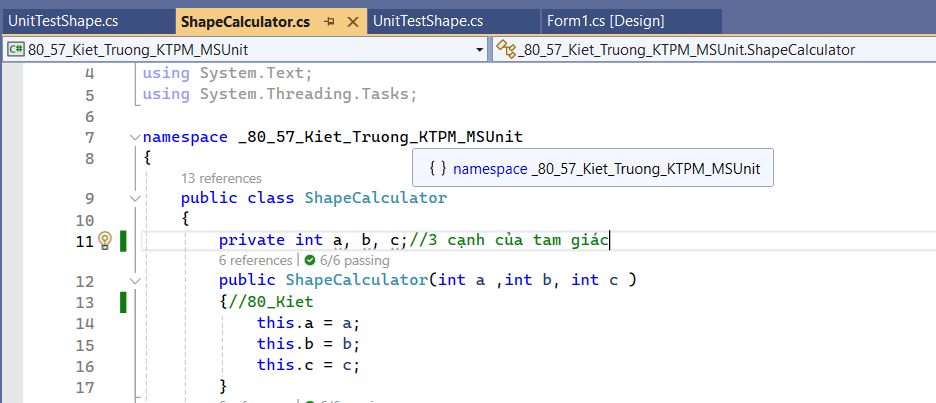 UnitTestShape.cs ShapeCalculator.cs UnitTestShape.cs Form1.cs [Design]
C# 80_57_Kiet_Truong_KTPM_MSUnit _80_57_Kiet_Truong_KTPM_MSUnit.ShapeCalculator
4 using System.Text;
5 using System.Threading.Tasks;
6
7 namespace _80_57_Kiet_Truong_KTPM_MSUnit
8 {
{ } namespace _80_57_Kiet_Truong_KTPM_MSUnit
13 references
9 public class ShapeCalculator
10 {
11 private int a, b, c;//3 cạnh của tam giác
6 references | 6/6 passing
12 public ShapeCalculator(int a ,int b, int c )
13 {//80_Kiet
14 this.a = a;
15 this.b = b;
16 this.c = c;
17 }